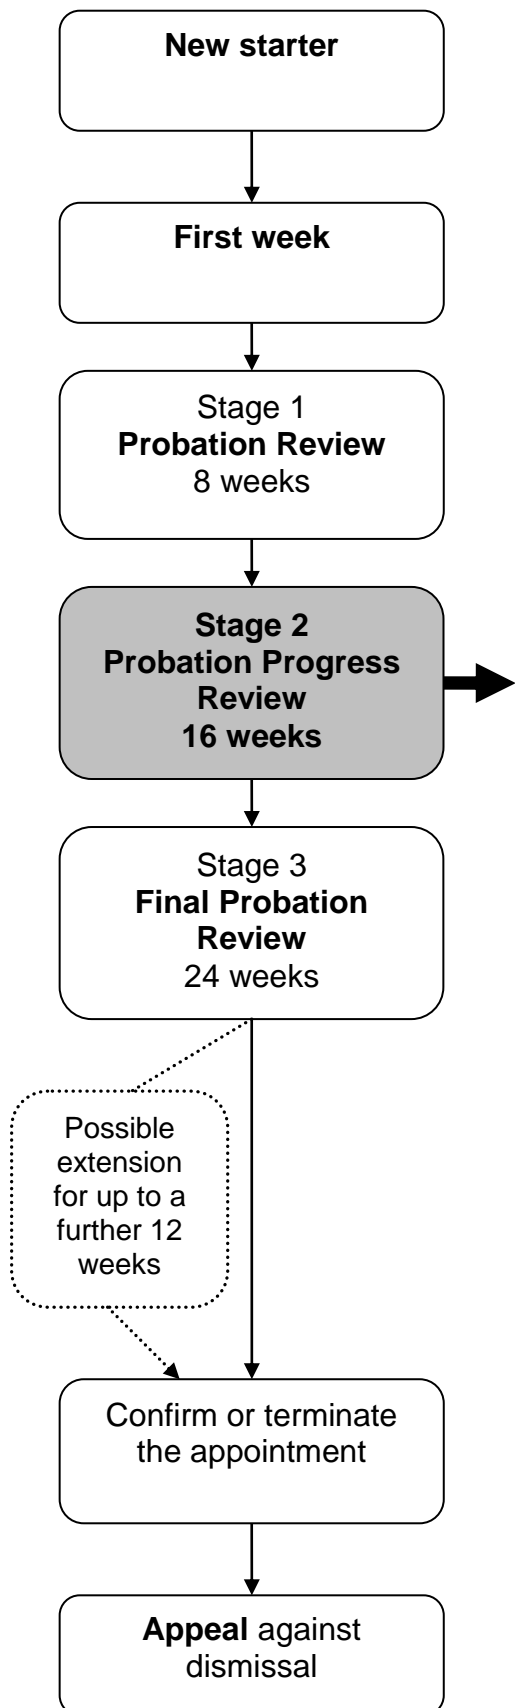 New starter
First week
Stage 1
Probation Review
8 weeks
Stage 2
Probation Progress
Review
16 weeks
Stage 3
Final Probation
Review
24 weeks
Possible
extension
for up to a
further 12
weeks
Confirm or terminate
the appointment
Appeal against
dismissal